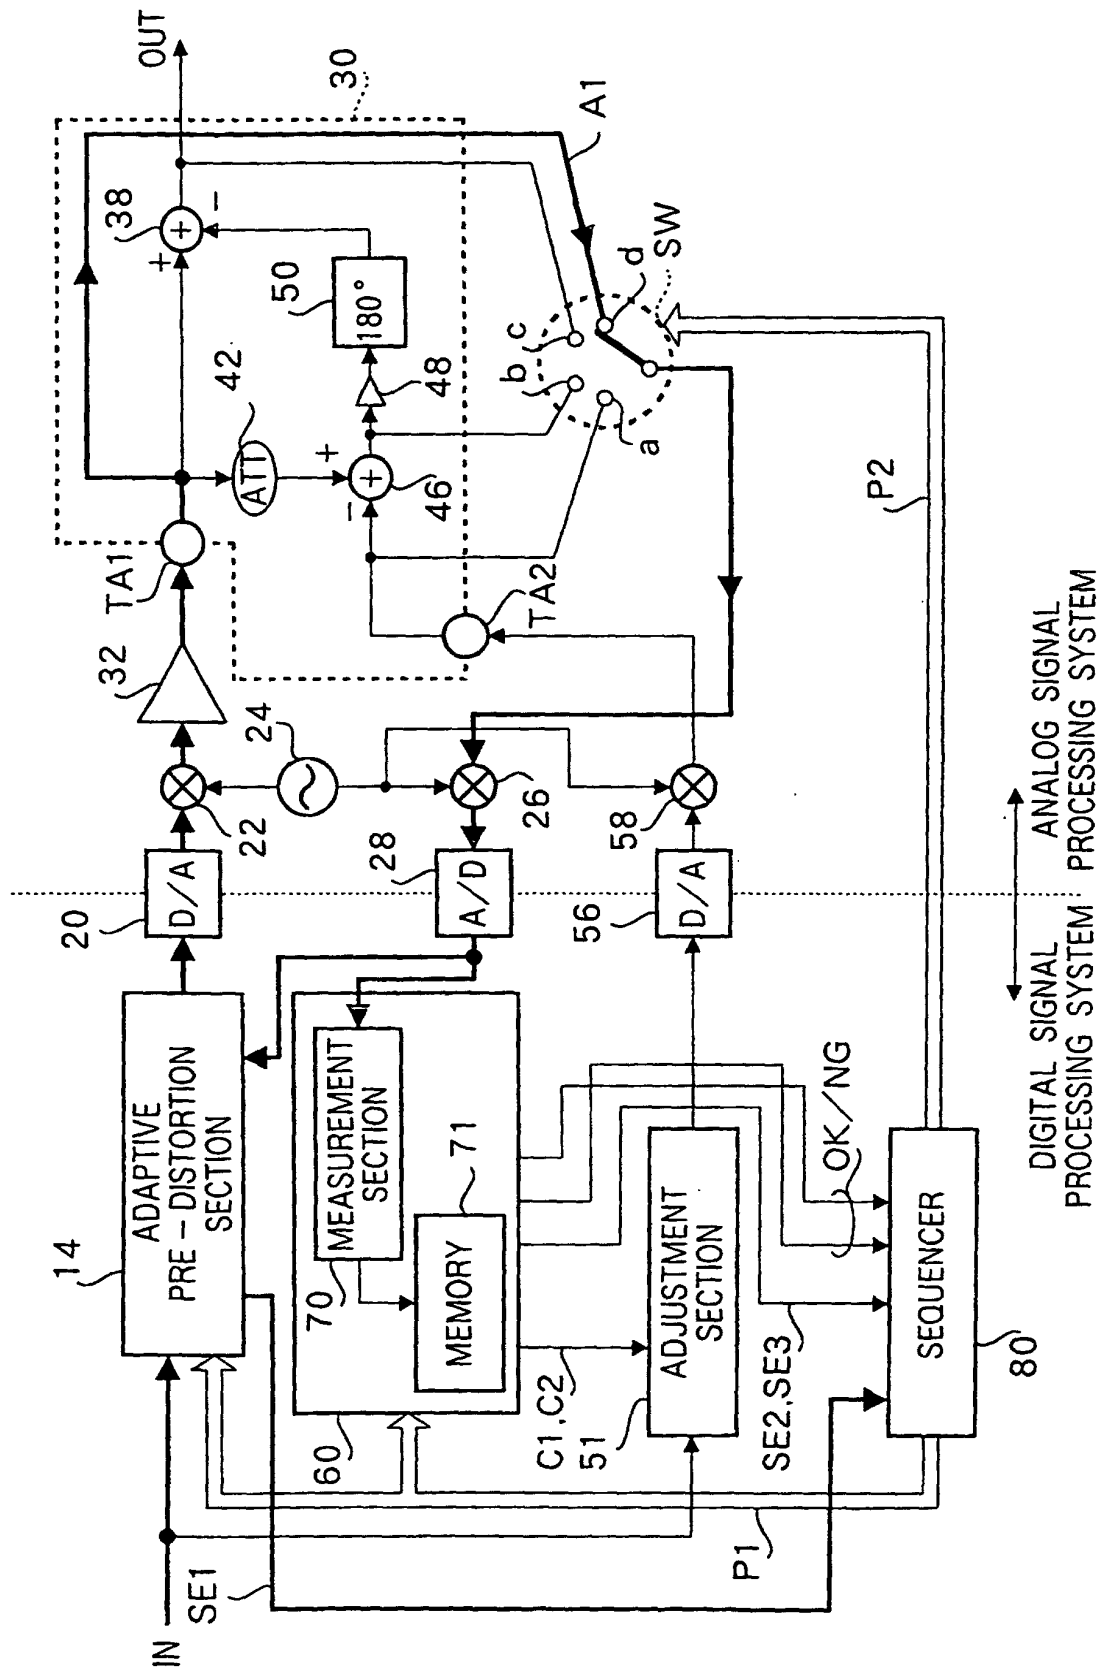 IN
SE1
14
ADAPTIVE
PRE-DISTORTION
SECTION
20
D/A
22
24
32
TA1
30
38
OUT
+
+
-
42
ATT
50
180°
48
46
+
+
-
TA2
60
70
MEASUREMENT
SECTION
71
MEMORY
28
A/D
26
a
b
c
d
SW
A1
C1,C2
51
ADJUSTMENT
SECTION
56
D/A
58
SE2,SE3
OK/NG
P1
SEQUENCER
80
P2
DIGITAL SIGNAL
PROCESSING SYSTEM
ANALOG SIGNAL
PROCESSING SYSTEM